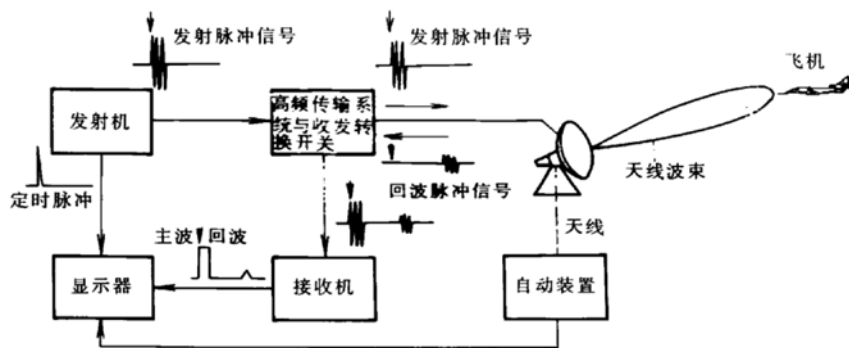 发射脉冲信号
发射脉冲信号
飞机
发射机
高频传输系
统与收发转
换开关
天线波束
定时脉冲
回波脉冲信号
天线
主波
回波
显示器
接收机
自动装置